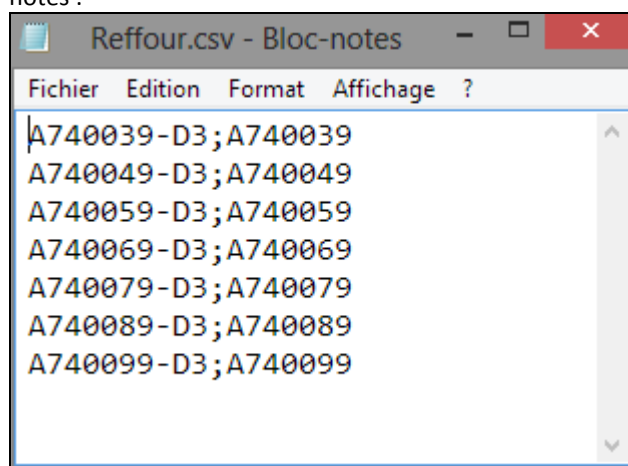 notes :
Reffour.csv - Bloc-notes
Fichier Edition Format Affichage ?
A740039-D3;A740039
A740049-D3;A740049
A740059-D3;A740059
A740069-D3;A740069
A740079-D3;A740079
A740089-D3;A740089
A740099-D3;A740099